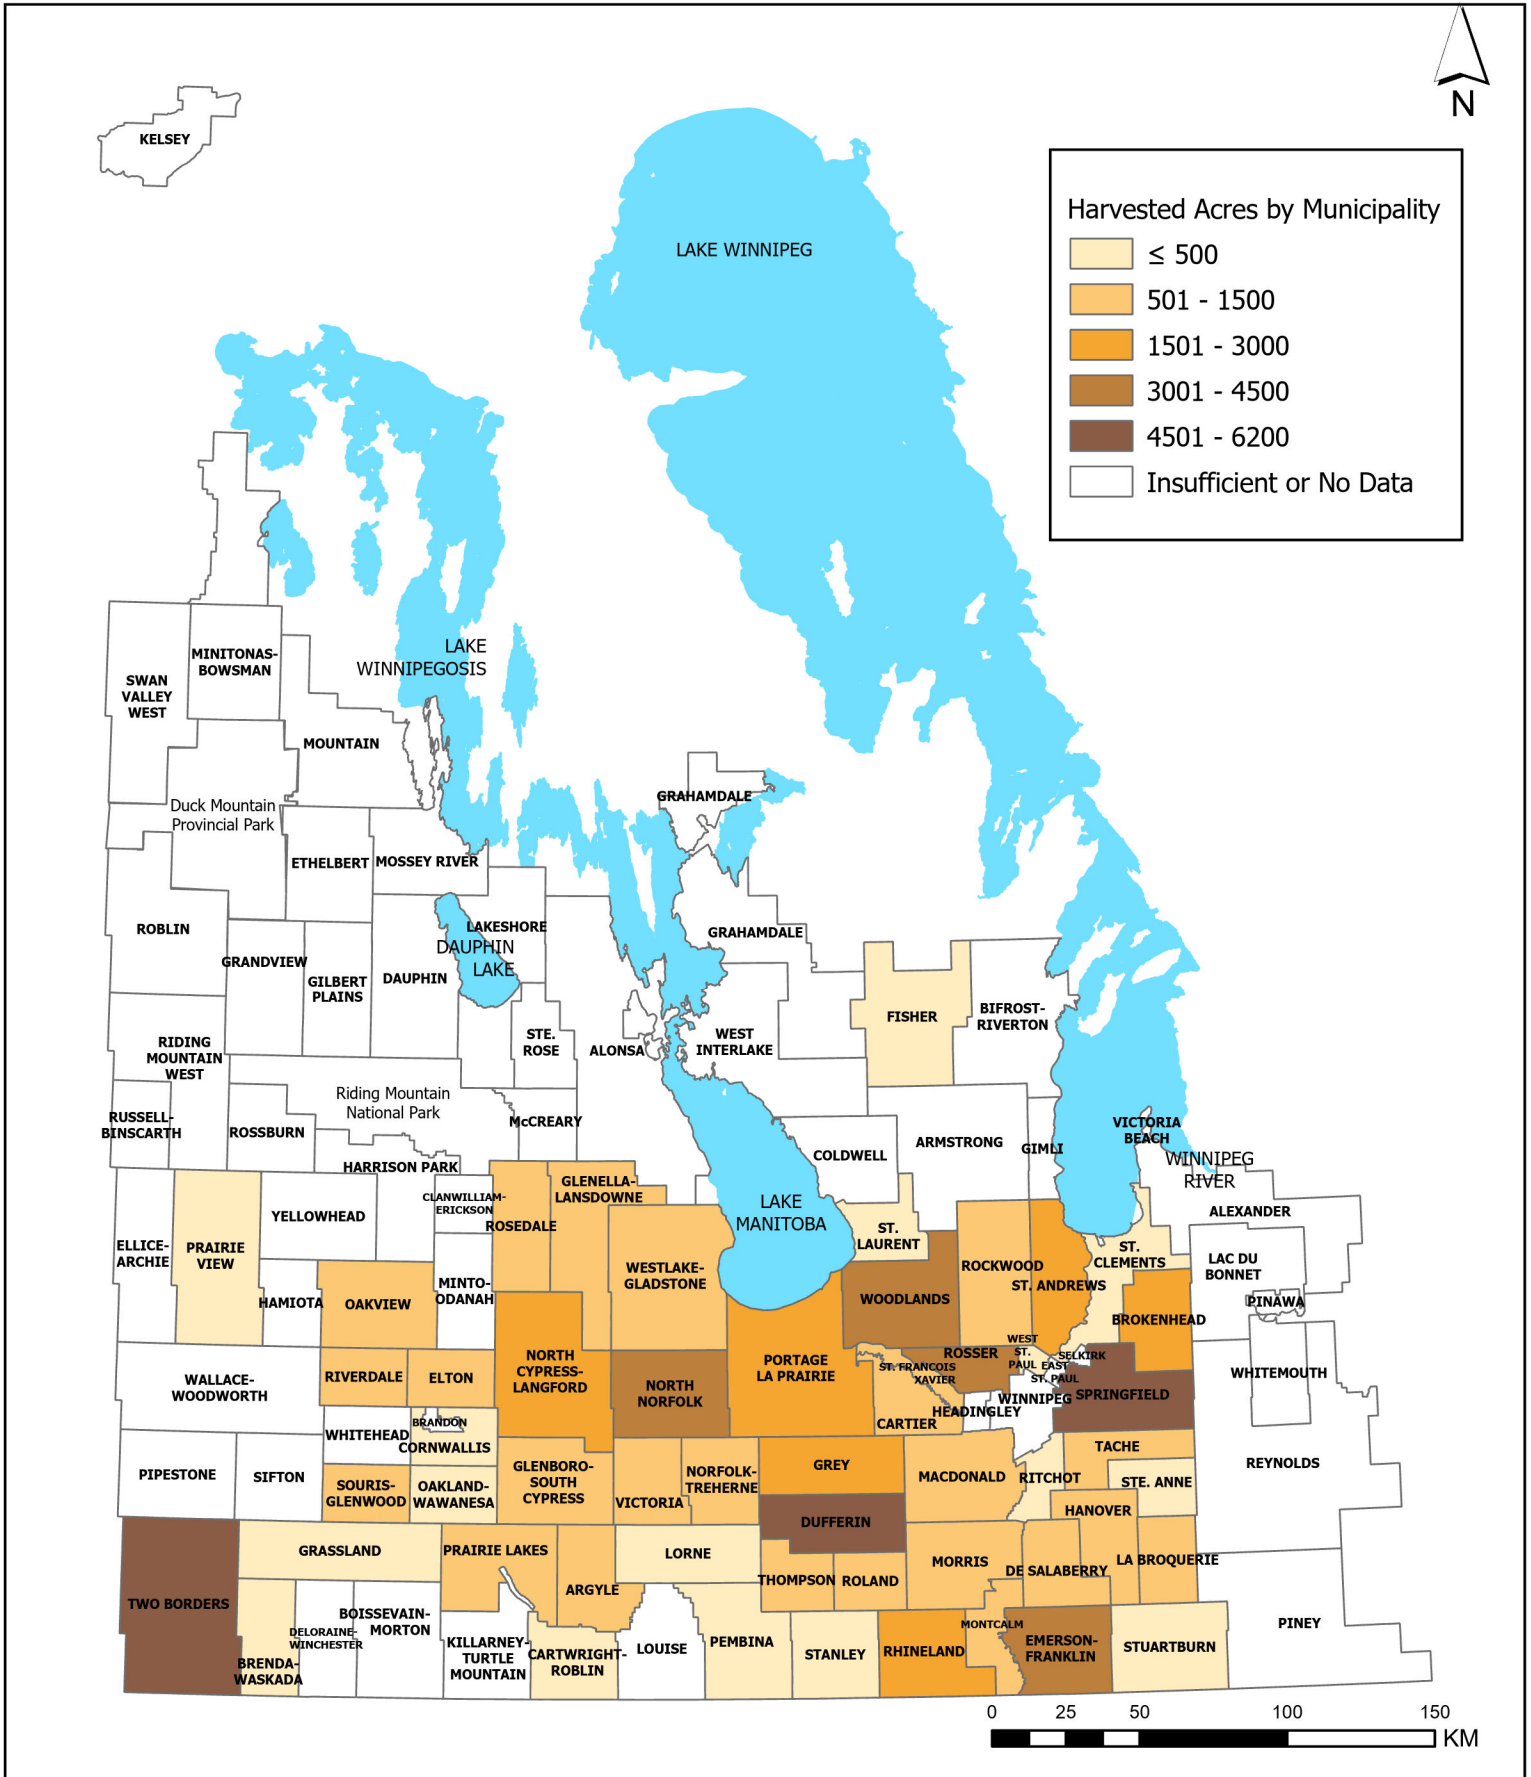 N
KELSEY
Harvested Acres by Municipality
≤ 500
501 - 1500
1501 - 3000
3001 - 4500
4501 - 6200
Insufficient or No Data
LAKE WINNIPEG
LAKE
WINNIPEGOSIS
MINITONAS-
BOWSMAN
SWAN
VALLEY
WEST
MOUNTAIN
Duck Mountain
Provincial Park
GRAHAMDALE
ETHELBERT
MOSSEY RIVER
ROBLIN
LAKESHORE
DAUPHIN
LAKE
GRAHAMDALE
GRANDVIEW
GILBERT
PLAINS
DAUPHIN
FISHER
BIFROST-
RIVERTON
RIDING
MOUNTAIN
WEST
STE.
ROSE
ALONSA
WEST
INTERLAKE
Riding Mountain
National Park
RUSSELL-
BINSCARTH
ROSSBURN
McCREARY
ARMSTRONG
GIMLI
VICTORIA
BEACH
COLDWELL
WINNIPEG
RIVER
HARRISON PARK
CLANWILLIAM-
ERICKSON
GLENELLA-
LANSDOWNE
ROSEDALE
YELLOWHEAD
LAKE
MANITOBA
ALEXANDER
ELLICE-
ARCHIE
PRAIRIE
VIEW
ST.
LAURENT
ST.
CLEMENTS
LAC DU
BONNET
ROCKWOOD
ST. ANDREWS
WESTLAKE-
GLADSTONE
MINTO-
ODANAH
HAMIOTA
OAKVIEW
WOODLANDS
PINAWA
BROKENHEAD
WEST
ST.
PAUL
EAST
ST. PAUL
SELKIRK
ROSSER
ST. FRANCOIS
XAVIER
NORTH
CYPRESS-
LANGFORD
PORTAGE
LA PRAIRIE
WHITEMOUTH
WALLACE-
WOODWORTH
RIVERDALE
ELTON
NORTH
NORFOLK
SPRINGFIELD
WINNIPEG
HEADINGLEY
CARTIER
BRANDON
WHITEHEAD
CORNWALLIS
TACHE
PIPESTONE
SIFTON
GREY
MACDONALD
RITCHOT
STE. ANNE
REYNOLDS
GLENBORO-
SOUTH
CYPRESS
NORFOLK-
TREHERNE
SOURIS-
GLENWOOD
OAKLAND-
WAWANESA
VICTORIA
HANOVER
DUFFERIN
GRASSLAND
PRAIRIE LAKES
LORNE
MORRIS
DE SALABERRY
LA BROQUERIE
THOMPSON
ROLAND
ARGYLE
TWO BORDERS
BOISSEVAIN-
MORTON
DELORAINE-
WINCHESTER
MONTCALM
PINEY
KILLARNEY-
TURTLE
MOUNTAIN
CARTWRIGHT-
ROBLIN
LOUISE
PEMBINA
STANLEY
RHINELAND
EMERSON-
FRANKLIN
STUARTBURN
BRENDA-
WASKADA
0 25 50 100 150
KM